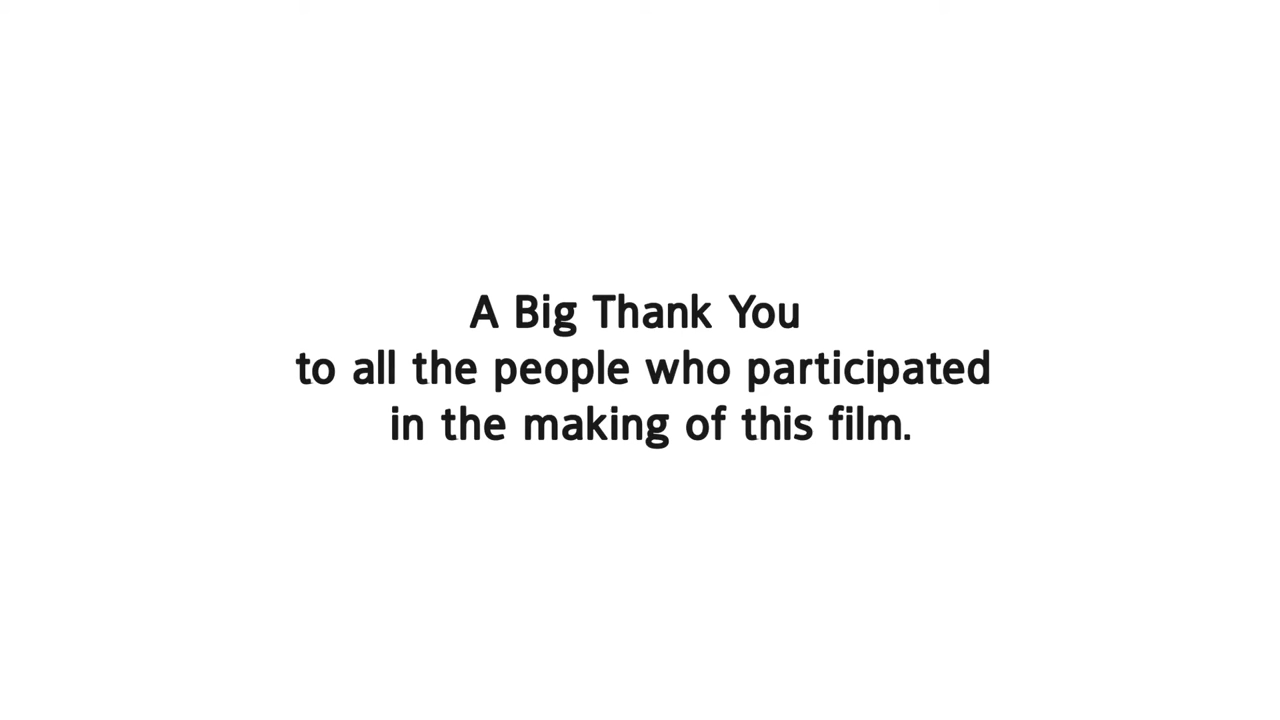 A Big Thank You
to all the people who participated
in the making of this film.